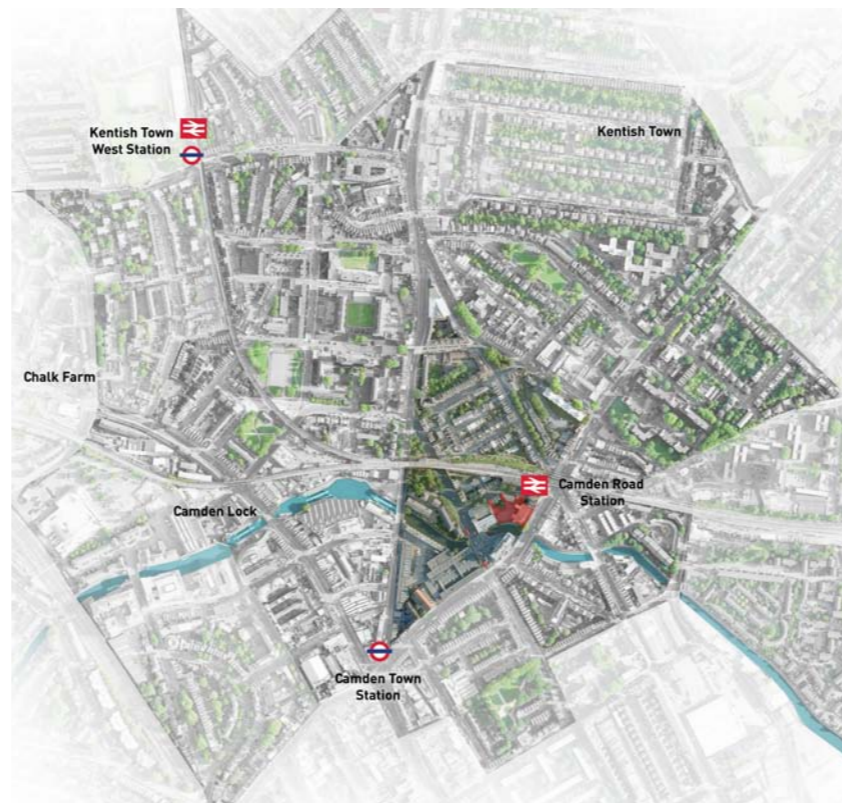 Kentish Town
West Station
Kentish Town
Chalk Farm
Camden Lock
Camden Road
Station
Camden Town
Station